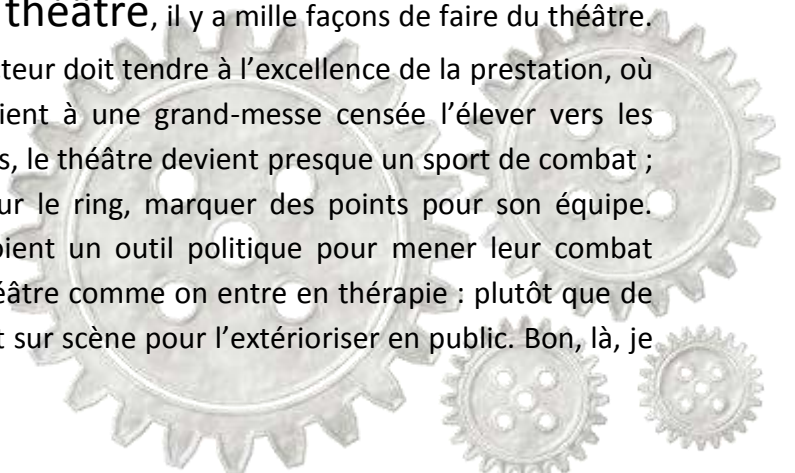 théâtre, il y a mille façons de faire du théâtre.
teur doit tendre à l’excellence de la prestation, où
ient à une grand-messe censée l’élever vers les
s, le théâtre devient presque un sport de combat ;
ur le ring, marquer des points pour son équipe.
oient un outil politique pour mener leur combat
éâtre comme on entre en thérapie : plutôt que de
t sur scène pour l’extérioriser en public. Bon, là, je